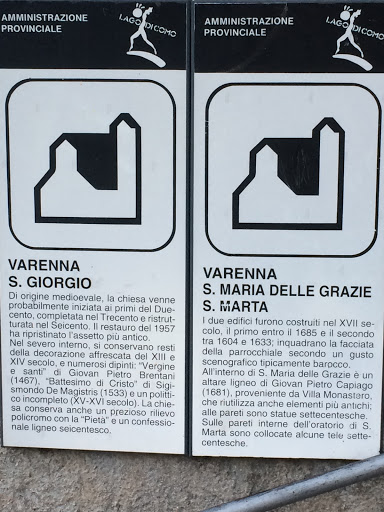 AMMINISTRAZIONE
PROVINCIALE
LAGO DI COMO
VARENNA
S. GIORGIO
Di origine medioevale, la chiesa venne
probabilmente iniziata ai primi del Due-
cento, completata nel Trecento e ristrut-
turata nel Seicento. Il restauro del 1957
ha ripristinato l'assetto più antico.
Nel severo interno, si conservano resti
della decorazione affrescata del XIII e
XIV secolo, e numerosi dipinti: "Vergine
e santi" di Giovan Pietro Brentani
(1467), "Battesimo di Cristo" di Sigi-
smondo De Magistris (1533) e un politti-
co incompleto (XV-XVI secolo). La chie-
sa conserva anche un prezioso rilievo
policromo con la "Pietà" e un confessio-
nale ligneo seicentesco.
AMMINISTRAZIONE
PROVINCIALE
LAGO DI COMO
VARENNA
S. MARIA DELLE GRAZIE
S. MARTA
I due edifici furono costruiti nel XVII se-
colo, il primo entro il 1685 e il secondo
tra 1604 e 1633; inquadrano la facciata
della parrocchiale secondo un gusto
scenografico tipicamente barocco.
All'interno di S. Maria delle Grazie è un
altare ligneo di Giovan Pietro Capiago
(1681), proveniente da Villa Monastero,
che riutilizza anche elementi più antichi;
alle pareti sono statue settecentesche.
Sulle pareti interne dell'oratorio di S.
Marta sono collocate alcune tele sette-
centesche.